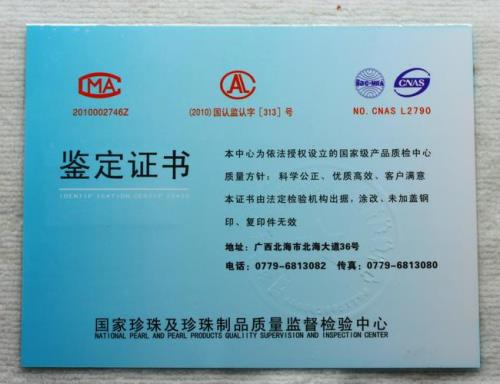 CMA
CAL
ilac-MRA
CNAS
2010002746Z
(2010)国认监认字[313]号
NO.CNAS L2790
鉴定证书
本中心为依法授权设立的国家级产品质检中心
质量方针: 科学公正、优质高效、客户满意
本证书由法定检验机构出据，涂改、未加盖钢
印、复印件无效
地址: 广西北海市北海大道36号
电话: 0779-6813082 传真: 0779-6813080
国家珍珠及珍珠制品质量监督检验中心
NATIONAL PEARL AND PEARL PRODUCTS QUALIITY SUPERVISION AND INSPECTION CENTER